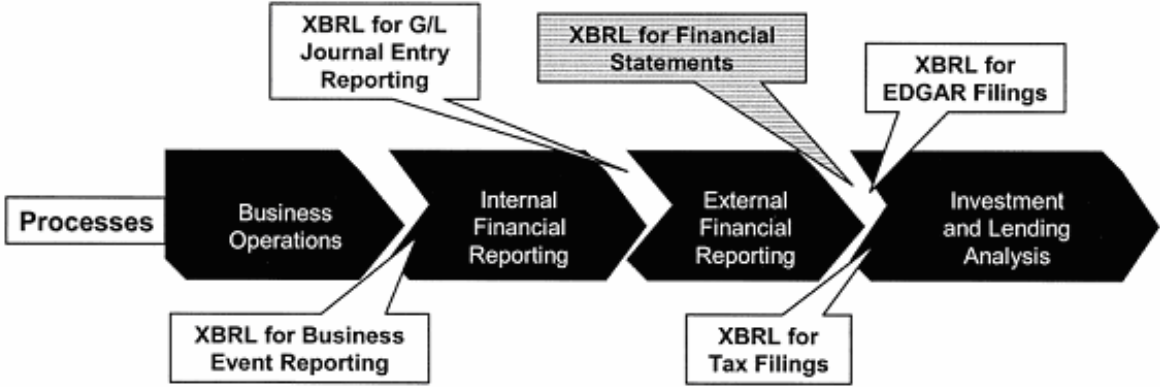 XBRL for G/L
Journal Entry
Reporting
XBRL for Financial
Statements
XBRL for
EDGAR Filings
Processes
Business
Operations
Internal
Financial
Reporting
External
Financial
Reporting
Investment
and Lending
Analysis
XBRL for Business
Event Reporting
XBRL for
Tax Filings